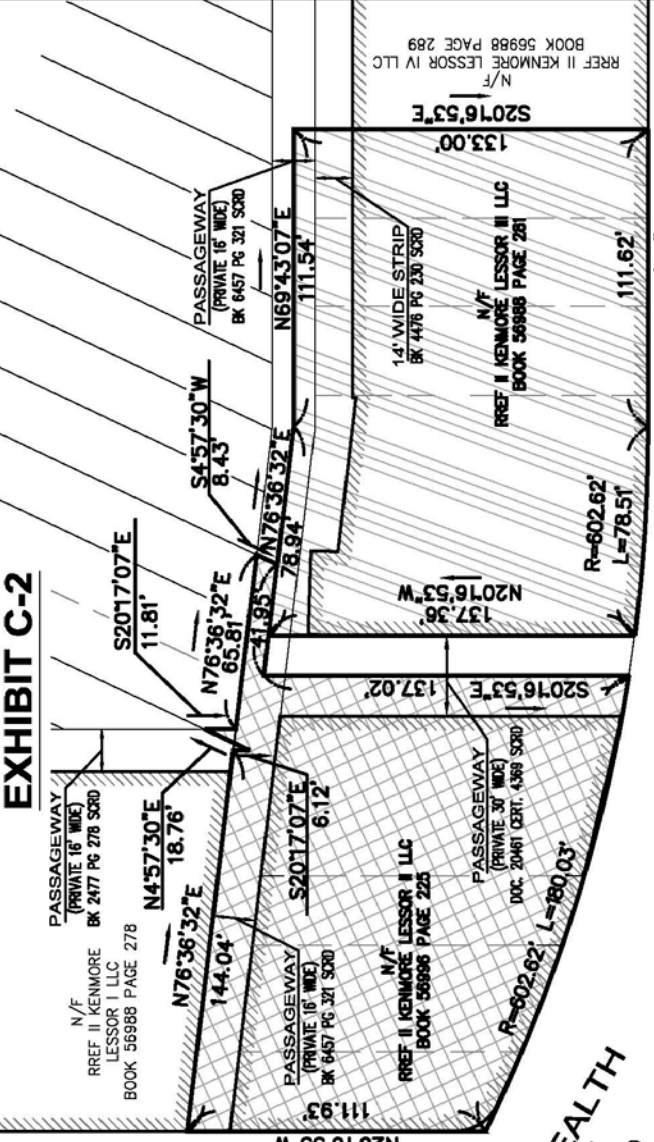 EXHIBIT C-2
PASSAGEWAY
(PRIVATE 16' WIDE)
BK 2477 PG 278 SCRD
N/F
RREF II KENMORE
LESSOR I LLC
BOOK 56988 PAGE 278
N4°57'30"E
18.76'
N76°36'32"E
144.04'
S20°17'07"E
11.81'
N76°36'32"E
65.81'
41.95'
S4°57'30"W
8.43'
N76°36'32"E
78.94'
PASSAGEWAY
(PRIVATE 16' WIDE)
BK 6457 PG 321 SCRD
N69°43'07"E
111.54'
N/F
RREF II KENMORE LESSOR IV LLC
BOOK 56988 PAGE 289
S20°16'53"E
133.00'
14' WIDE STRIP
BK 4476 PG 230 SCRD
N/F
RREF II KENMORE LESSOR III LLC
BOOK 56988 PAGE 281
111.62'
R=602.62'
L=78.51'
N20°16'53"W
137.36'
S20°16'53"E
137.02'
PASSAGEWAY
(PRIVATE 30' WIDE)
DOC. 20461 CERT. 4369 SCRD
S20°17'07"E
6.12'
PASSAGEWAY
(PRIVATE 16' WIDE)
BK 6457 PG 321 SCRD
N/F
RREF II KENMORE LESSOR II LLC
BOOK 56996 PAGE 225
R=602.62' L=180.03'
111.93'
EALTH